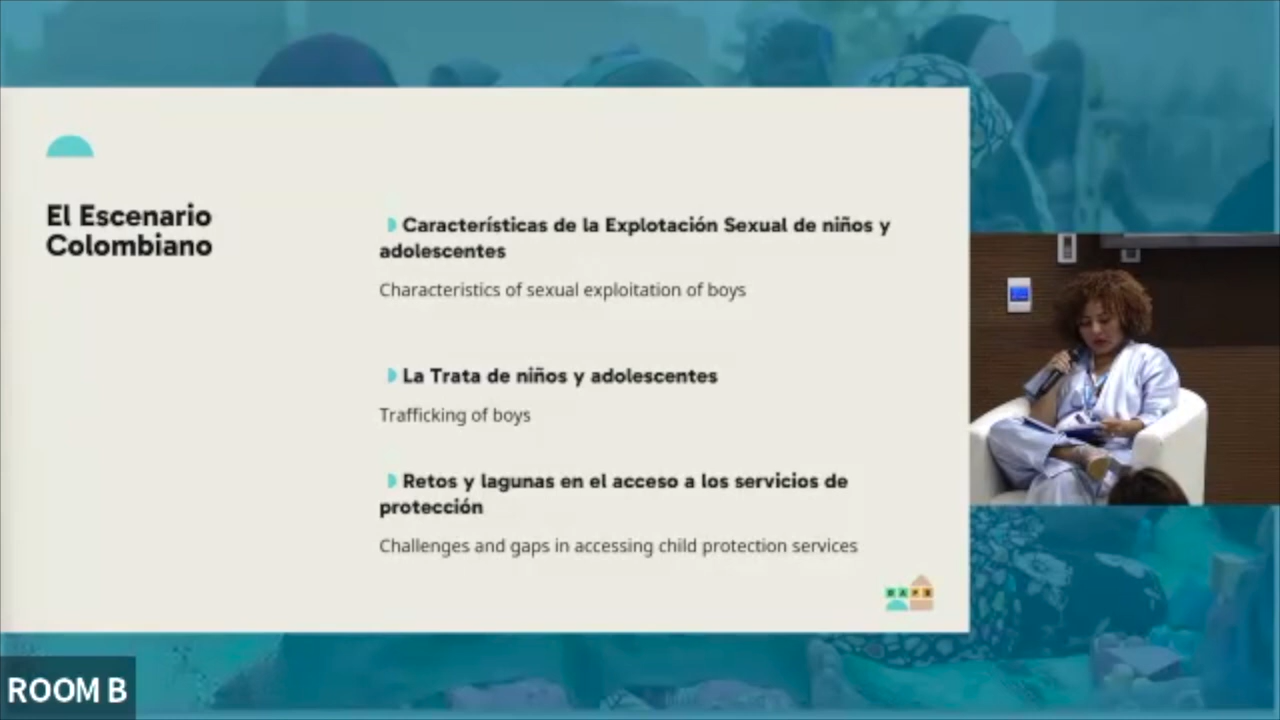 El Escenario
Colombiano
Características de la Explotación Sexual de niños y
adolescentes
Characteristics of sexual exploitation of boys
La Trata de niños y adolescentes
Trafficking of boys
Retos y lagunas en el acceso a los servicios de
protección
Challenges and gaps in accessing child protection services
ROOM B